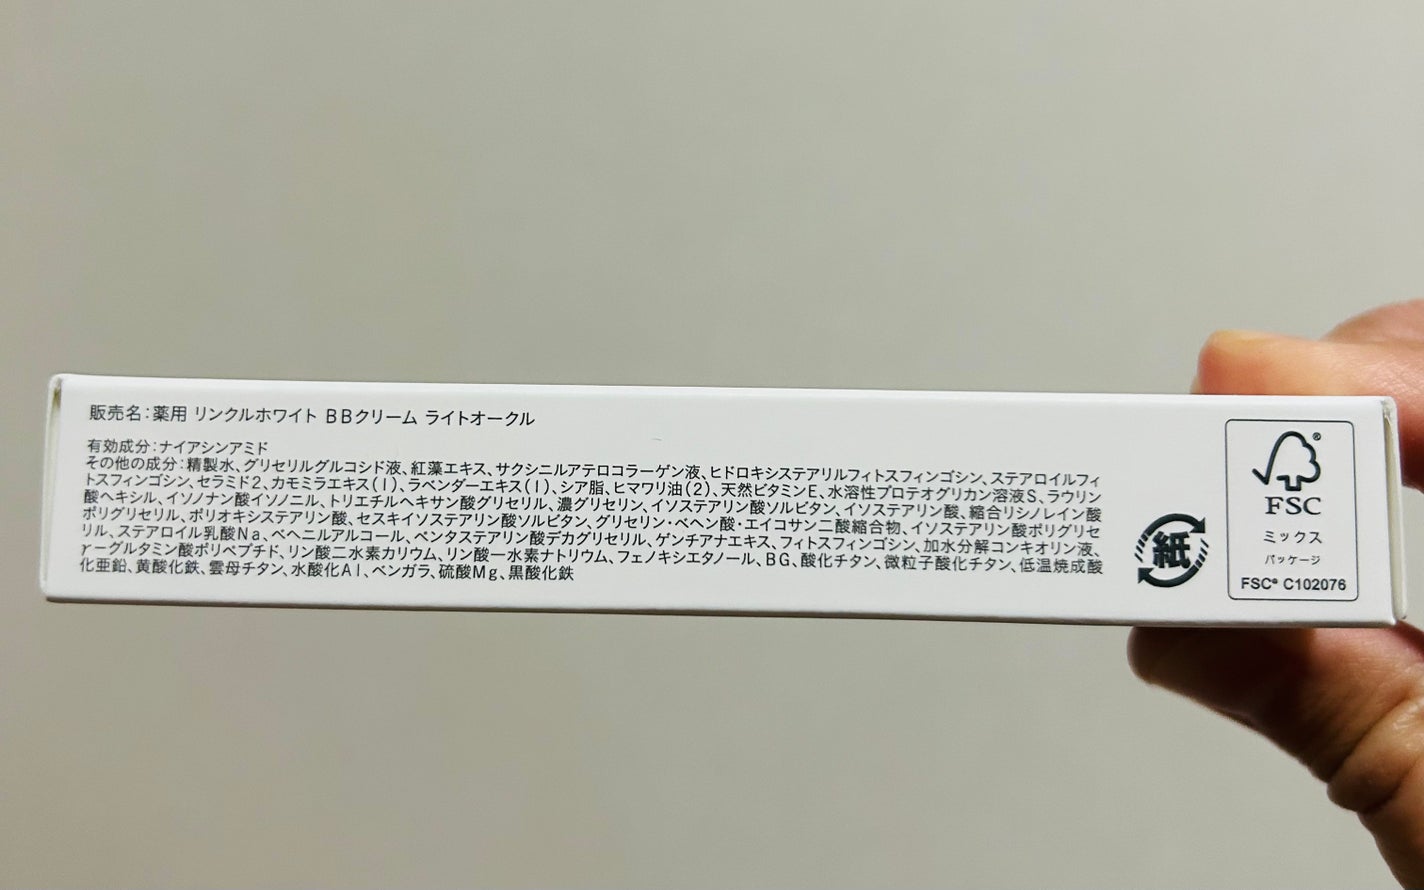 販売名：薬用 リンクルホワイト BBクリーム ライトオークル
有効成分：ナイアシンアミド
その他の成分：精製水、グリセリルグルコシド液、紅藻エキス、サクシニルアテロコラーゲン液、ヒドロキシステアリルフィトスフィンゴシン、ステアロイルフィ
トスフィンゴシン、セラミド2、カモミラエキス(1)、ラベンダーエキス(1)、シア脂、ヒマワリ油(2)、天然ビタミンE、水溶性プロテオグリカン溶液S、ラウリン
酸ヘキシル、イソノナン酸イソノニル、トリエチルヘキサン酸グリセリル、濃グリセリン、イソステアリン酸ソルビタン、イソステアリン酸、縮合リシノレイン酸
ポリグリセリル、ポリオキシステアリン酸、セスキイソステアリン酸ソルビタン、グリセリン・ベヘン酸・エイコサン二酸縮合物、イソステアリン酸ポリグリセ
リル、ステアロイル乳酸Na、ベヘニルアルコール、ペンタステアリン酸デカグリセリル、ゲンチアナエキス、フィトスフィンゴシン、加水分解コンキオリン液、
γ－グルタミン酸ポリペプチド、リン酸二水素カリウム、リン酸一水素ナトリウム、フェノキシエタノール、BG、酸化チタン、微粒子酸化チタン、低温焼成酸
化亜鉛、黄酸化鉄、雲母チタン、水酸化Al、ベンガラ、硫酸Mg、黒酸化鉄
紙
®
FSC
ミックス
パッケージ
FSC® C102076